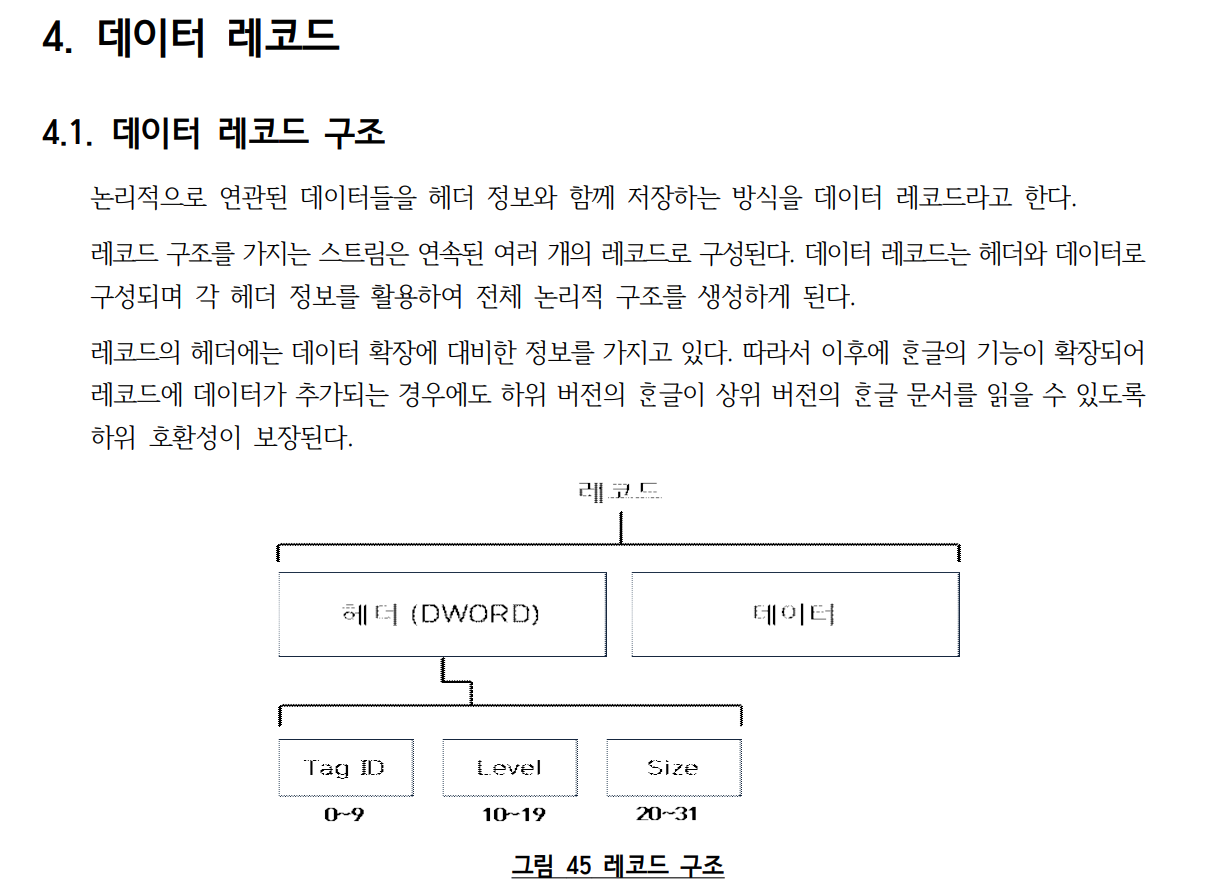 4. 데이터 레코드
4.1. 데이터 레코드 구조
논리적으로 연관된 데이터들을 헤더 정보와 함께 저장하는 방식을 데이터 레코드라고 한다.
레코드 구조를 가지는 스트림은 연속된 여러 개의 레코드로 구성된다. 데이터 레코드는 헤더와 데이터로
구성되며 각 헤더 정보를 활용하여 전체 논리적 구조를 생성하게 된다.
레코드의 헤더에는 데이터 확장에 대비한 정보를 가지고 있다. 따라서 이후에 ᄒᆞᆫ글의 기능이 확장되어
레코드에 데이터가 추가되는 경우에도 하위 버전의 ᄒᆞᆫ글이 상위 버전의 ᄒᆞᆫ글 문서를 읽을 수 있도록
하위 호환성이 보장된다.
레코드
헤더 (DWORD) 데이터
Tag ID Level Size
0~9 10~19 20~31
그림 45 레코드 구조